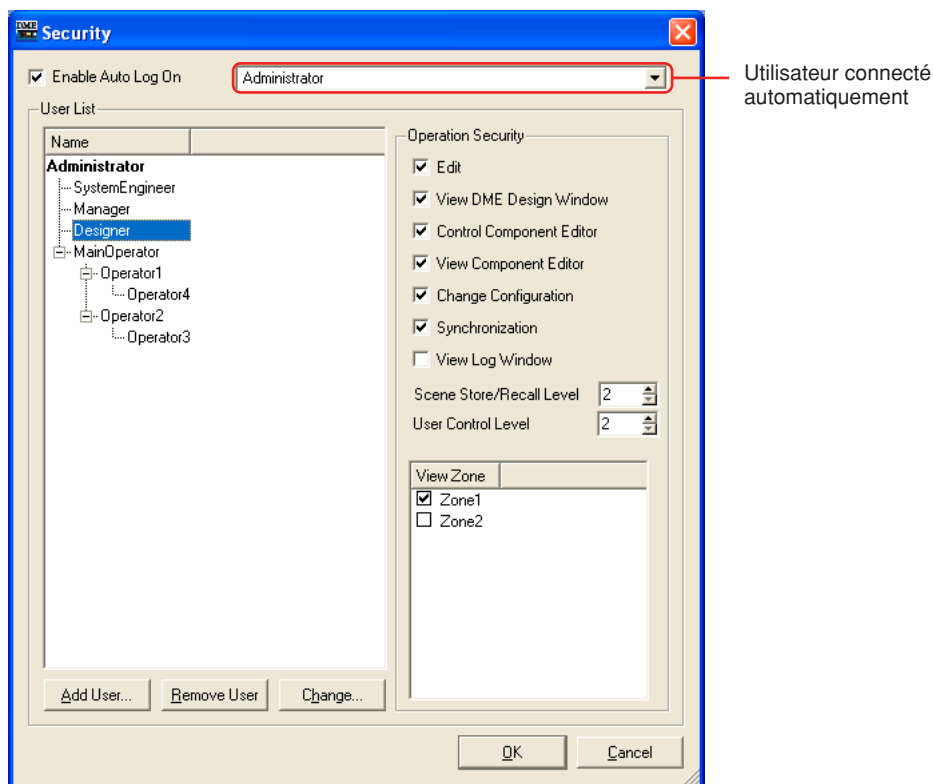 DME
Security
Enable Auto Log On
Administrator
Utilisateur connecté
automatiquement
User List
Name
Administrator
SystemEngineer
Manager
Designer
MainOperator
Operator1
Operator4
Operator2
Operator3
Operation Security
Edit
View DME Design Window
Control Component Editor
View Component Editor
Change Configuration
Synchronization
View Log Window
Scene Store/Recall Level 2
User Control Level 2
View Zone
Zone1
Zone2
Add User... Remove User Change...
OK Cancel